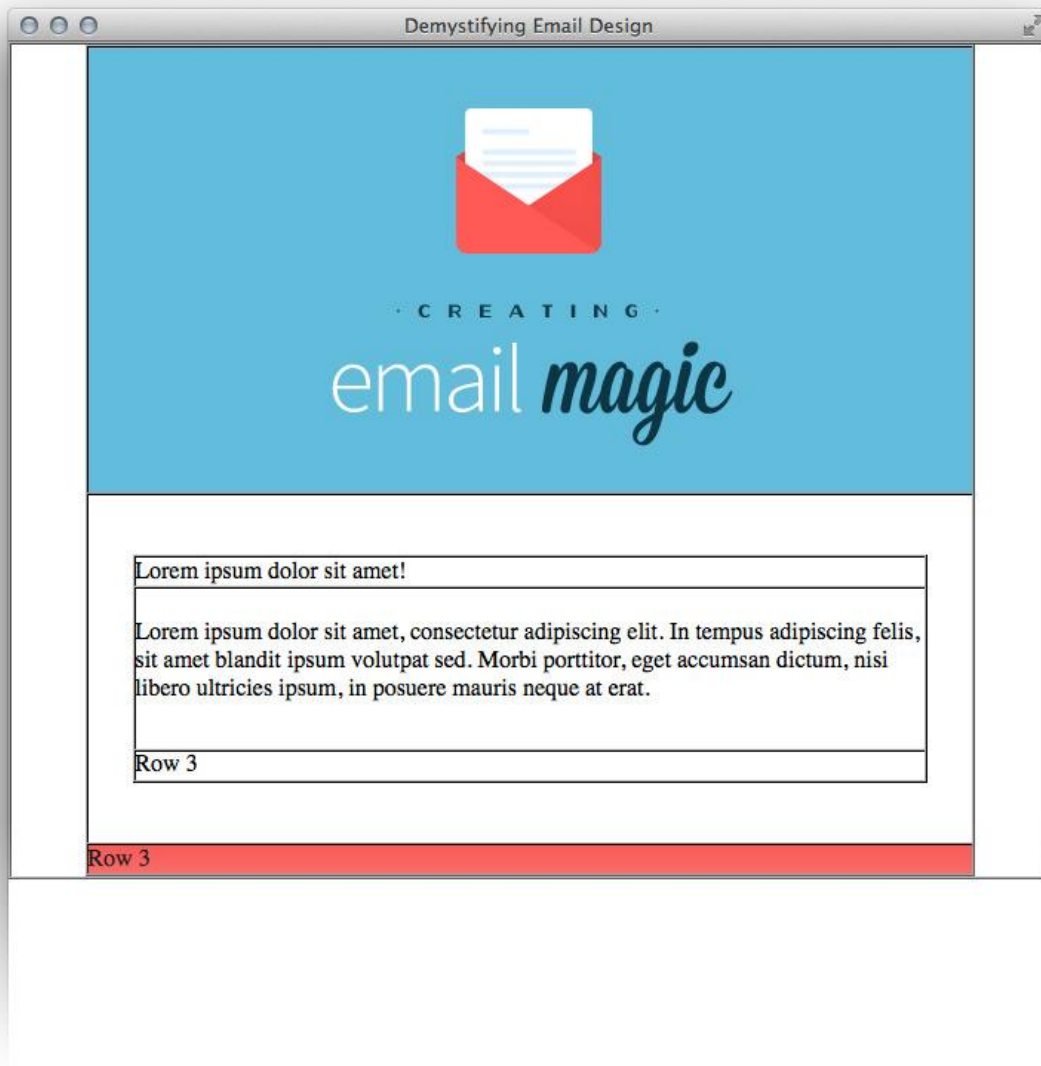 Demystifying Email Design
· CREATING ·
email magic
Lorem ipsum dolor sit amet!
Lorem ipsum dolor sit amet, consectetur adipiscing elit. In tempus adipiscing felis,
sit amet blandit ipsum volutpat sed. Morbi porttitor, eget accumsan dictum, nisi
libero ultricies ipsum, in posuere mauris neque at erat.
Row 3
Row 3